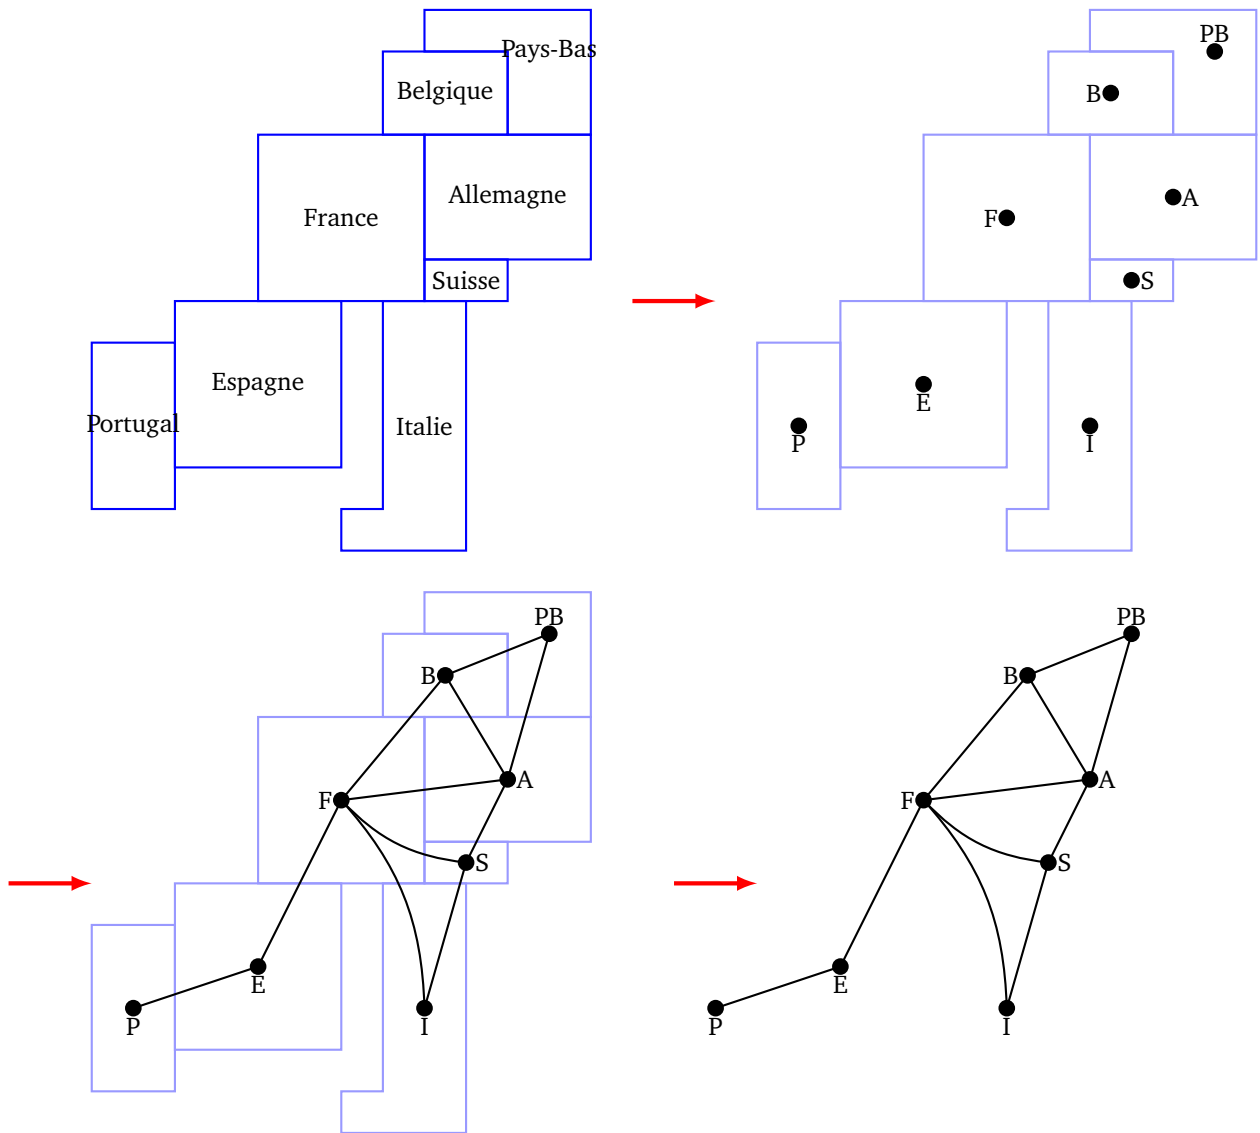 Pays-Bas
Belgique
Allemagne
France
Suisse
Espagne
Portugal
Italie
PB
B
A
F
S
E
P
I
PB
B
A
F
S
E
P
I
PB
B
A
F
S
E
P
I